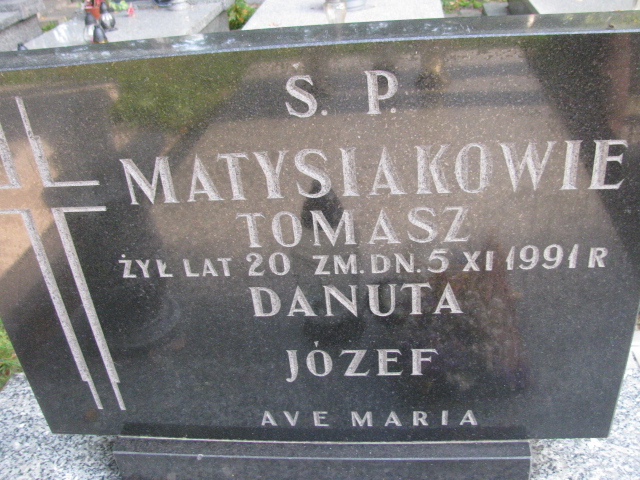 Ś. P.
MATYSIAKOWIE
TOMASZ
ŻYŁ LAT 20 ZM. DN. 5 XI 1991 R
DANUTA
JÓZEF
AVE MARIA